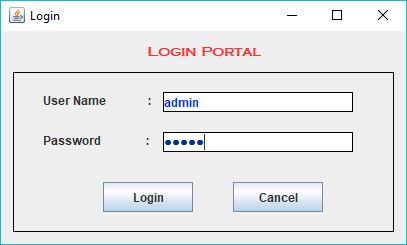 Login
LOGIN PORTAL
User Name : admin
Password : •••••
Login Cancel